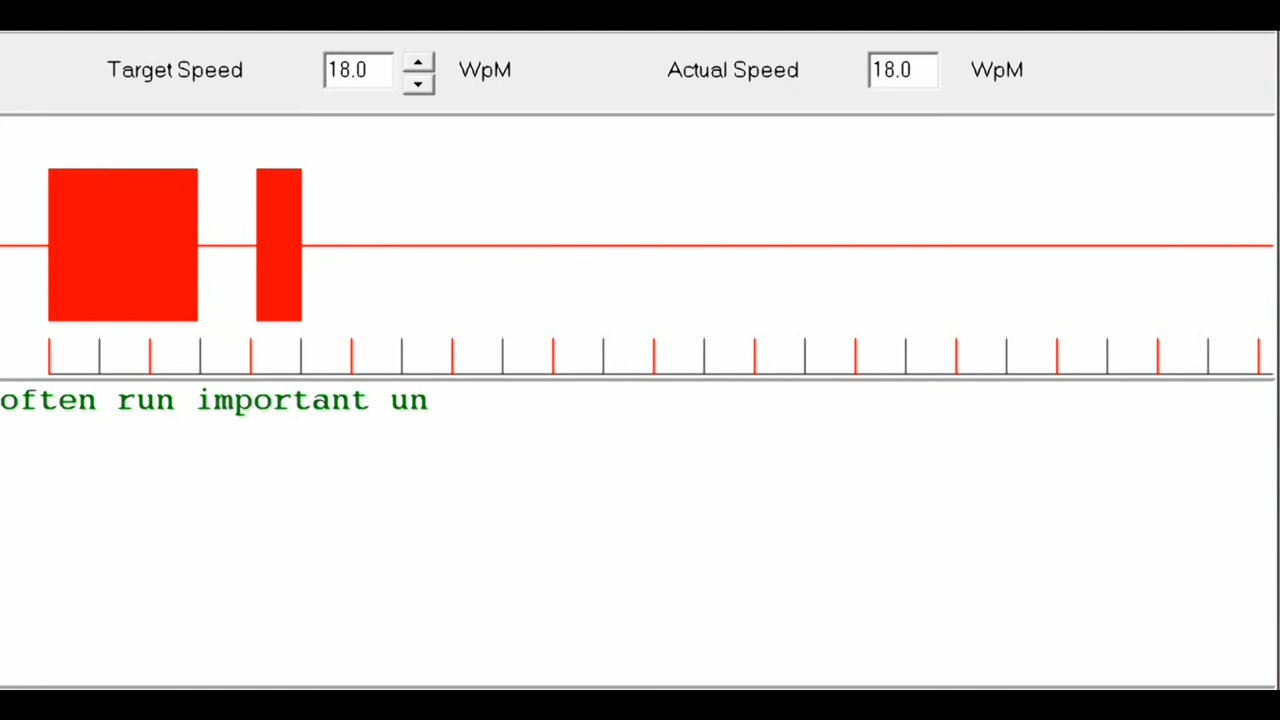 Target Speed 18.0 WpM Actual Speed 18.0 WpM
often run important un